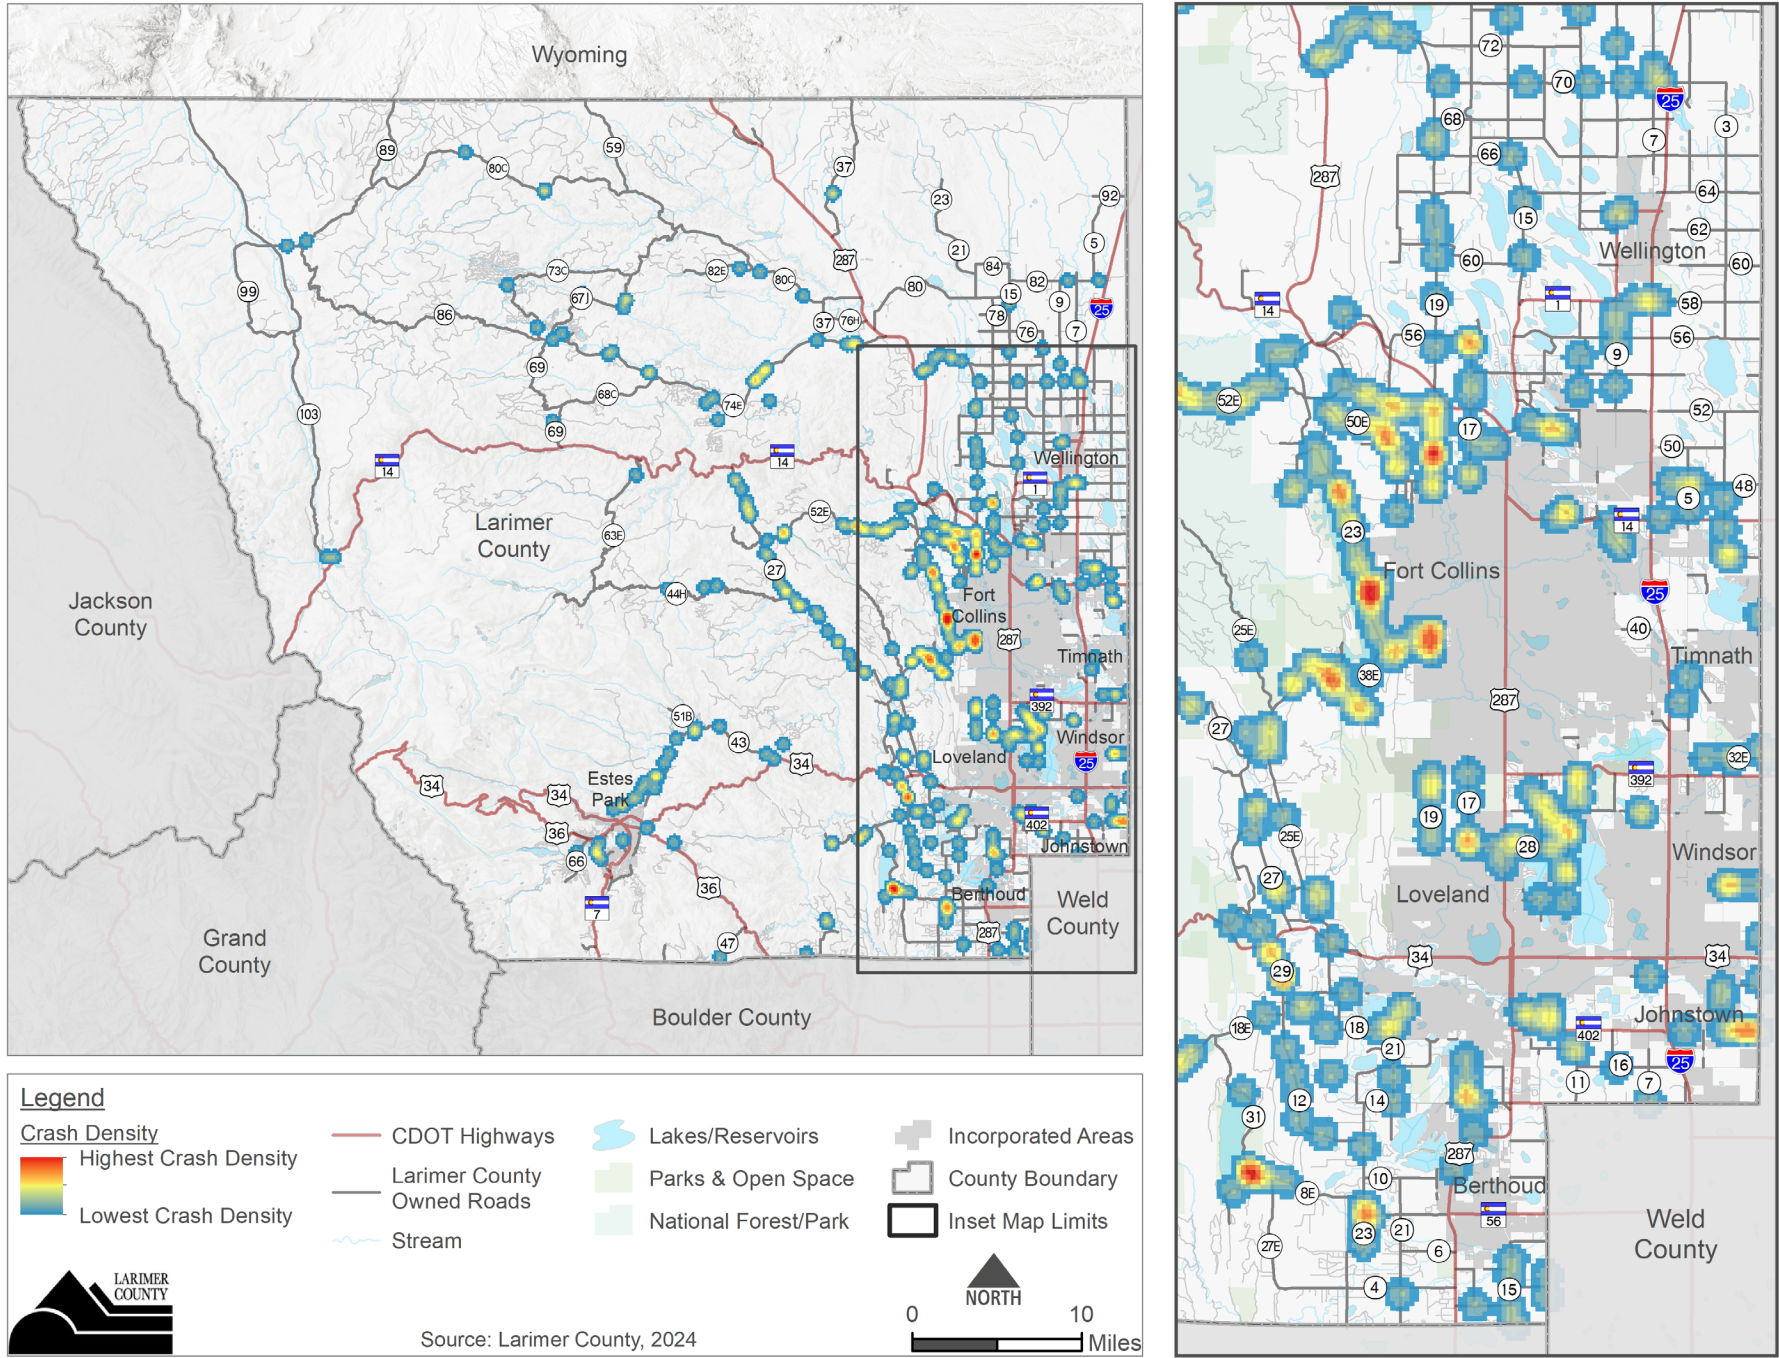 Wyoming
89
80C
59
37
23
92
21
5
287
84
82
73C
82E
80C
80
99
67J
15
9
25
86
78
37
76H
76
7
69
68C
74E
103
69
14
14
Wellington
1
Larimer
County
52E
63E
27
Jackson
County
44H
Fort
Collins
287
Timnath
392
51B
43
Windsor
34
Loveland
25
34
Estes
Park
34
36
402
Johnstown
66
36
7
Berthoud
Weld
County
Grand
County
47
287
Boulder County
Legend
Crash Density
Highest Crash Density
Lowest Crash Density
CDOT Highways
Larimer County
Owned Roads
Stream
Lakes/Reservoirs
Parks & Open Space
National Forest/Park
Incorporated Areas
County Boundary
Inset Map Limits
LARIMER
COUNTY
NORTH
0 10
Miles
Source: Larimer County, 2024
72
70
25
68
3
7
66
287
64
15
62
Wellington
60
60
14
19
1
58
56
56
9
52E
52
50E
17
50
48
5
14
23
Fort Collins
25
25E
40
Timnath
38E
287
27
32E
392
17
19
25E
28
Windsor
27
Loveland
34
34
29
18E
18
402
Johnstown
21
25
16
11
7
12
14
31
287
10
Berthoud
8E
56
23
21
Weld
County
27E
6
4
15